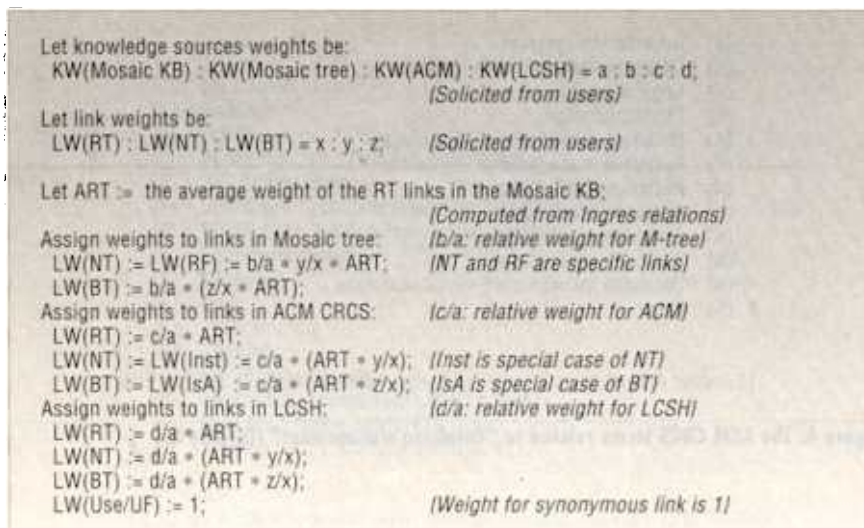 Let knowledge sources weights be:
KW(Mosaic KB) : KW(Mosaic tree) : KW(ACM) : KW(LCSH) = a : b : c : d;
(Solicited from users)
Let link weights be:
LW(RT) : LW(NT) : LW(BT) = x : y : z; (Solicited from users)
Let ART := the average weight of the RT links in the Mosaic KB;
(Computed from Ingres relations)
Assign weights to links in Mosaic tree: (b/a: relative weight for M-tree)
LW(NT) := LW(RF) := b/a * y/x * ART; (NT and RF are specific links)
LW(BT) := b/a * (z/x * ART);
Assign weights to links in ACM CRCS: (c/a: relative weight for ACM)
LW(RT) := c/a * ART;
LW(NT) := LW(Inst) := c/a * (ART * y/x); (Inst is special case of NT)
LW(BT) := LW(IsA) := c/a * (ART * z/x); (IsA is special case of BT)
Assign weights to links in LCSH: (d/a: relative weight for LCSH)
LW(RT) := d/a * ART;
LW(NT) := d/a * (ART * y/x);
LW(BT) := d/a * (ART * z/x);
LW(Use/UF) := 1; (Weight for synonymous link is 1)